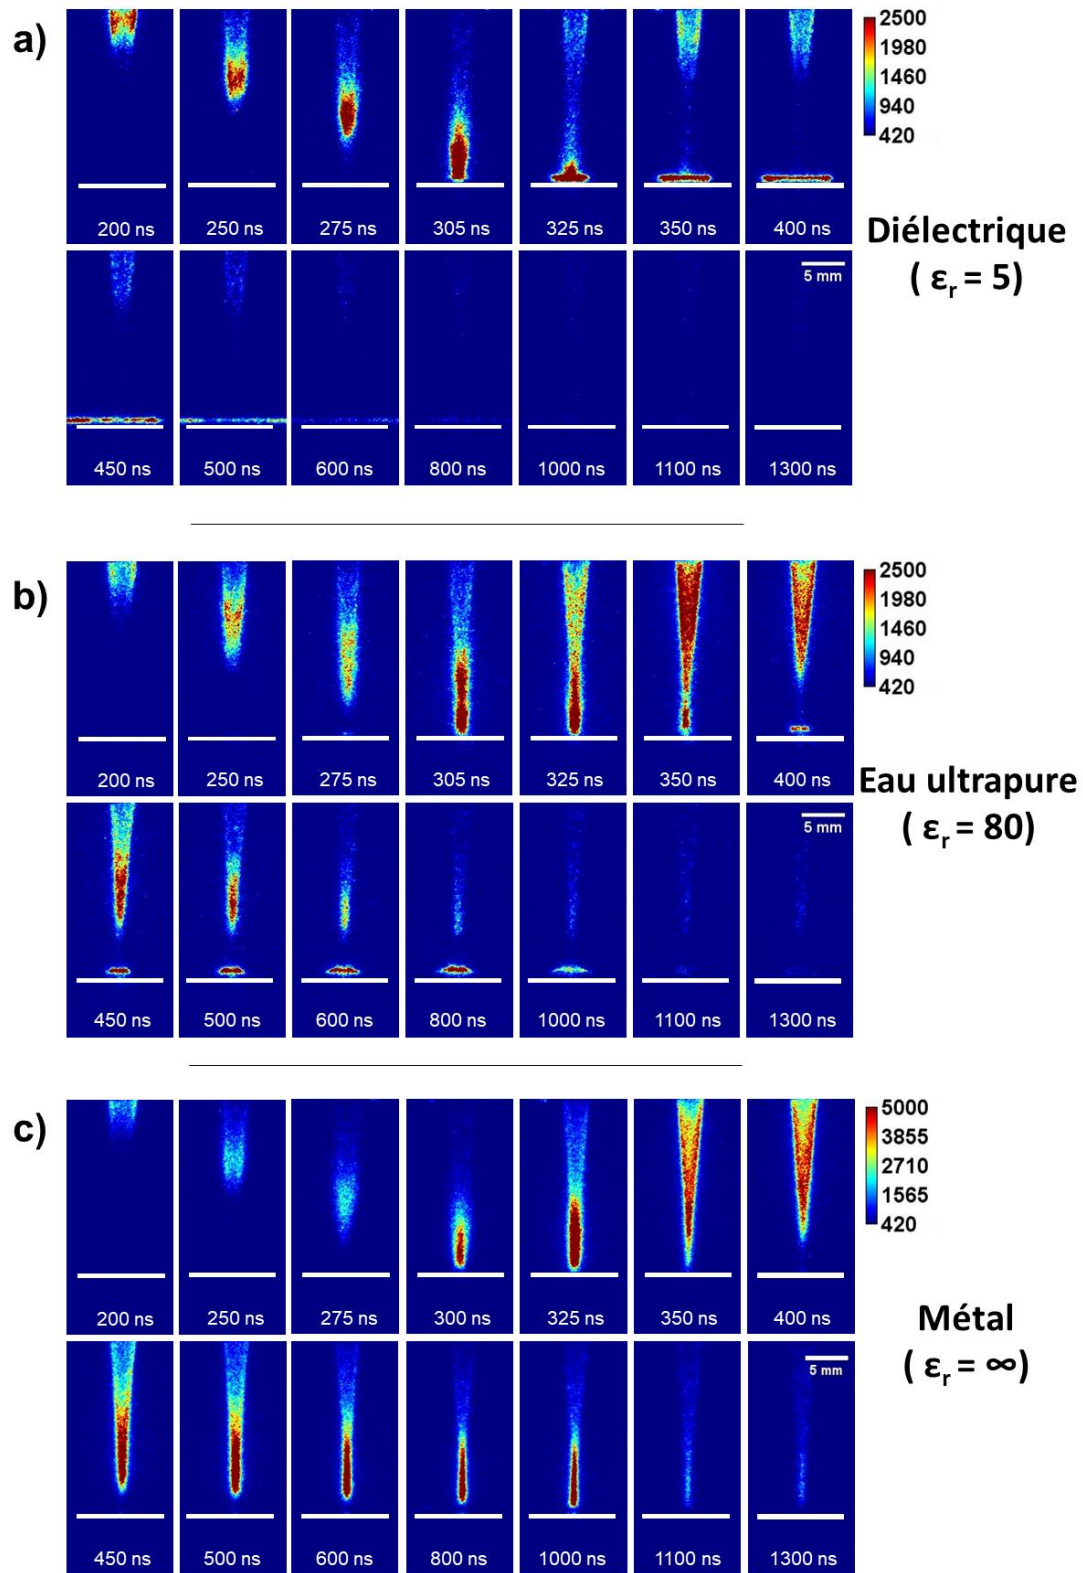 a)
2500
1980
1460
940
420
200 ns 250 ns 275 ns 305 ns 325 ns 350 ns 400 ns
Diélectrique
( εr = 5)
5 mm
450 ns 500 ns 600 ns 800 ns 1000 ns 1100 ns 1300 ns
b)
2500
1980
1460
940
420
200 ns 250 ns 275 ns 305 ns 325 ns 350 ns 400 ns
Eau ultrapure
( εr = 80)
5 mm
450 ns 500 ns 600 ns 800 ns 1000 ns 1100 ns 1300 ns
c)
5000
3855
2710
1565
420
200 ns 250 ns 275 ns 300 ns 325 ns 350 ns 400 ns
Métal
( εr = ∞)
5 mm
450 ns 500 ns 600 ns 800 ns 1000 ns 1100 ns 1300 ns